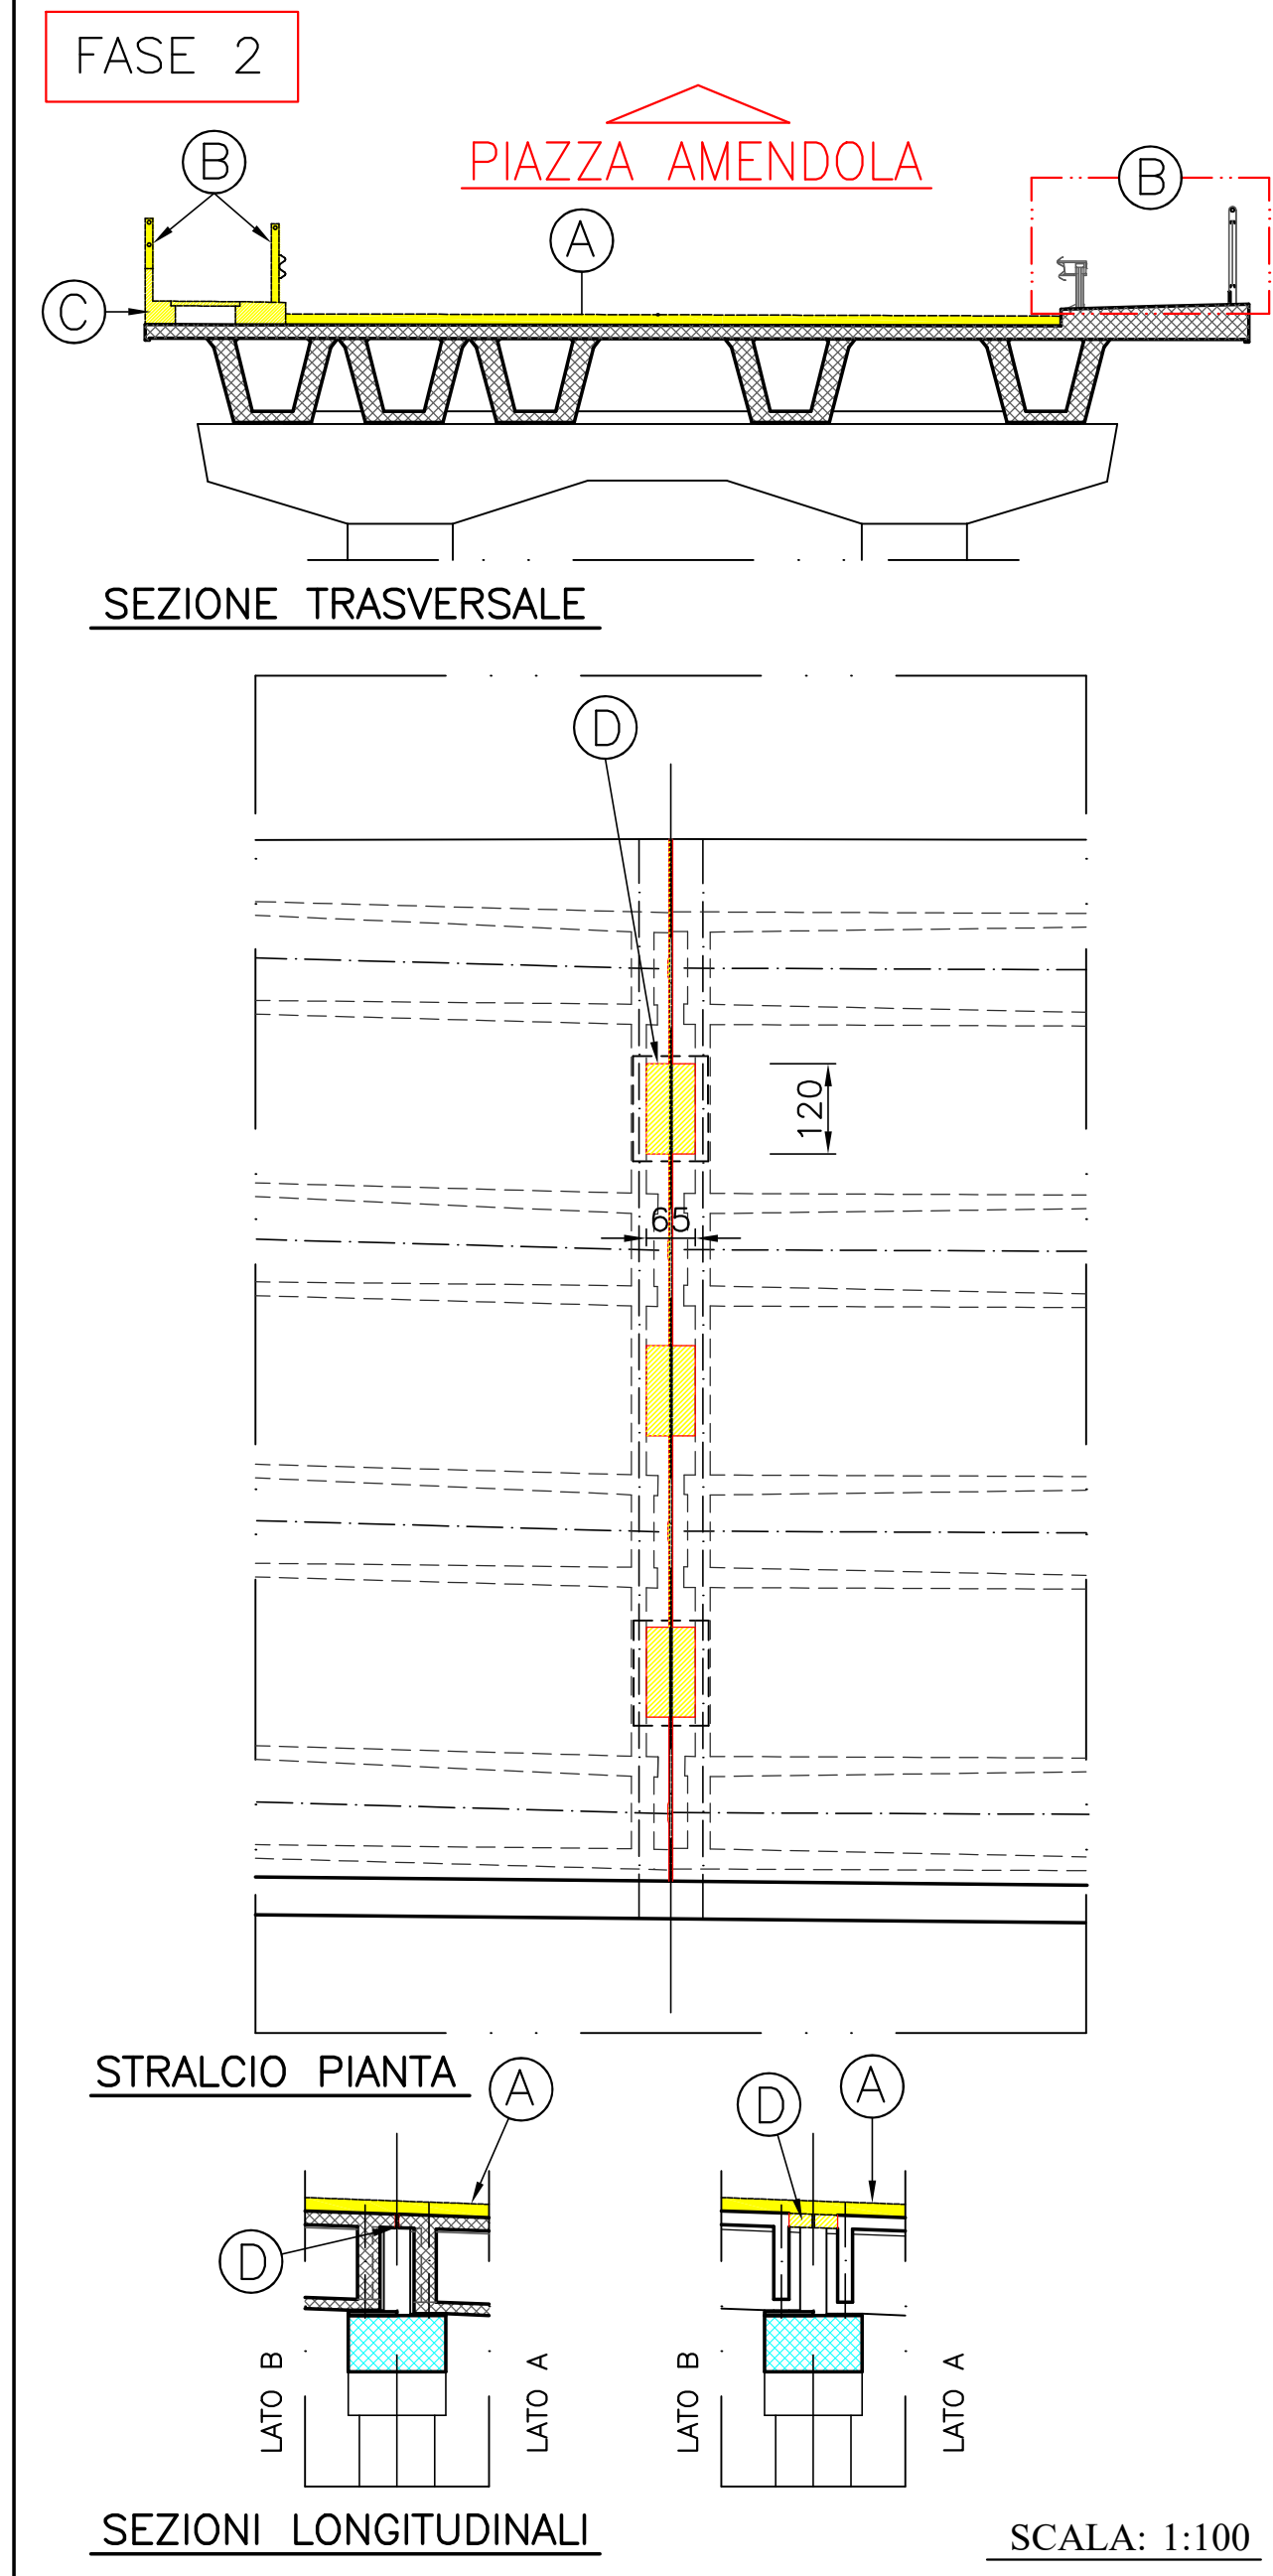 FASE 2
PIAZZA AMENDOLA
B
B
A
C
SEZIONE TRASVERSALE
D
120
65
STRALCIO PIANTA
A
D
A
D
LATO B
LATO A
LATO B
LATO A
SEZIONI LONGITUDINALI
SCALA: 1:100